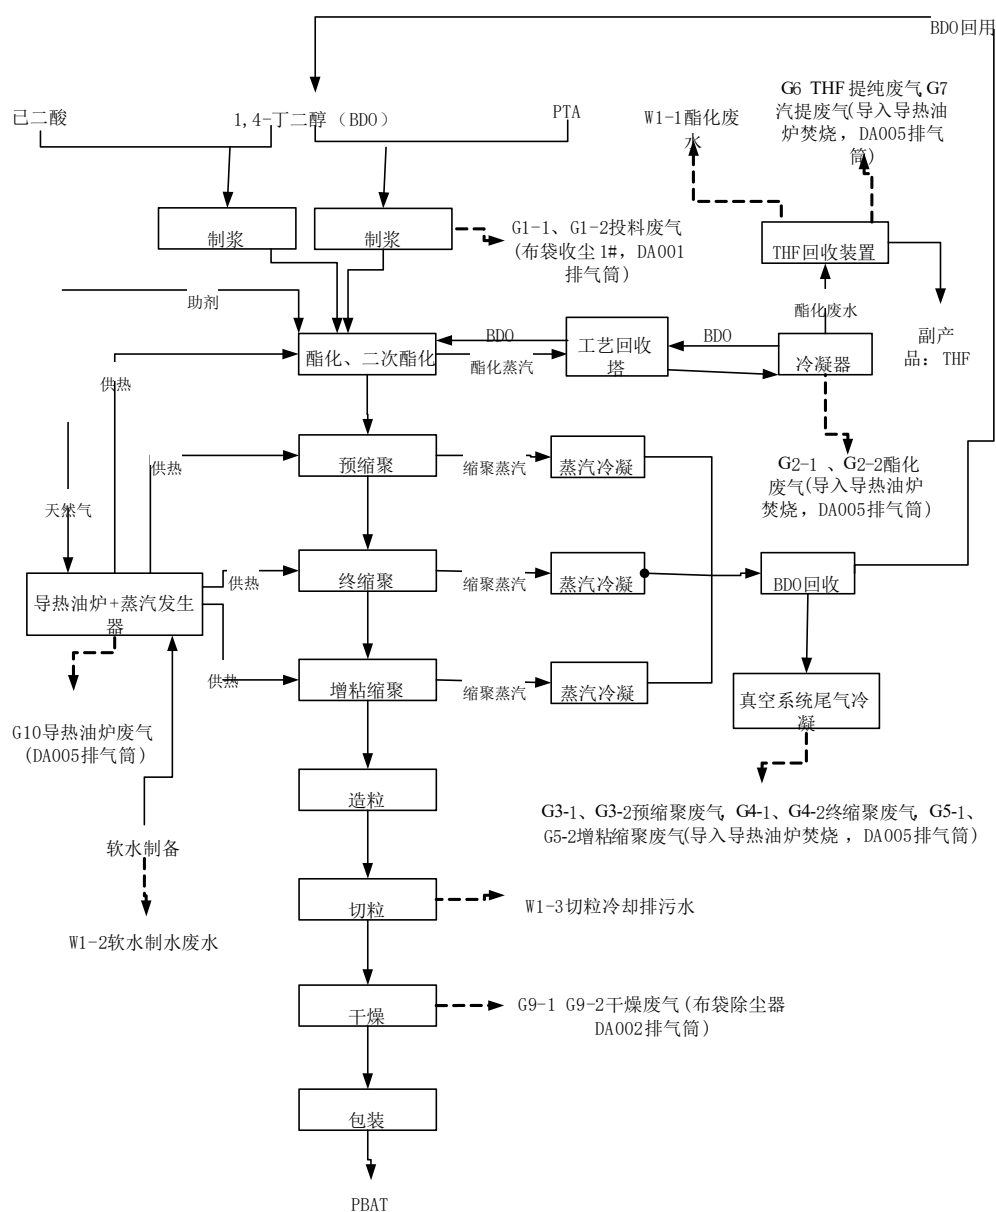 BDO回用
己二酸
1,4-丁二醇（BDO）
PTA
W1-1酯化废
水
G6 THF 提纯废气, G7
汽提废气(导入导热油
炉焚烧，DA005排气
筒)
制浆
制浆
G1-1、G1-2投料废气
(布袋收尘 1#，DA001
排气筒)
THF回收装置
助剂
酯化废水
副产
品：THF
酯化、二次酯化
BDO
酯化蒸汽
工艺回收
塔
BDO
冷凝器
供热
G2-1 、G2-2酯化
废气(导入导热油炉
焚烧，DA005排气筒)
供热
预缩聚
缩聚蒸汽
蒸汽冷凝
天然气
导热油炉+蒸汽发生
器
供热
终缩聚
缩聚蒸汽
蒸汽冷凝
BDO回收
供热
增粘缩聚
缩聚蒸汽
蒸汽冷凝
真空系统尾气冷
凝
G10导热油炉废气
(DA005排气筒)
造粒
G3-1、G3-2预缩聚废气, G4-1、G4-2终缩聚废气, G5-1、
G5-2增粘缩聚废气(导入导热油炉焚烧 ，DA005排气筒)
软水制备
切粒
W1-3切粒冷却排污水
W1-2软水制水废水
干燥
G9-1 G9-2干燥废气(布袋除尘器
DA002排气筒)
包装
PBAT